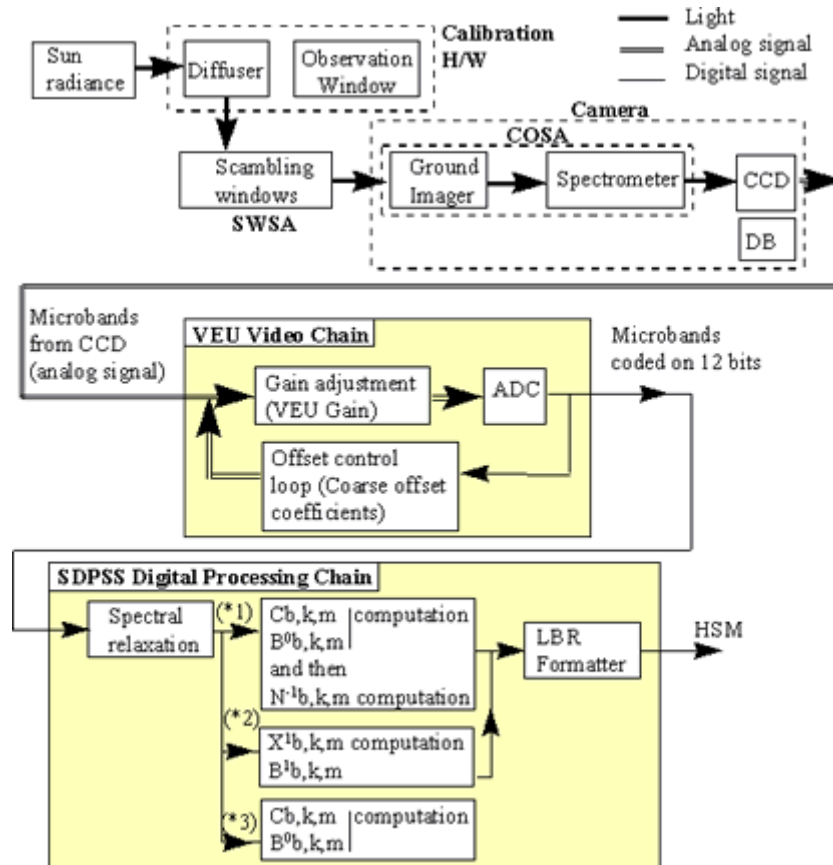 Light
Analog signal
Digital signal
Calibration
H/W
Sun
radiance
Diffuser
Observation
Window
Camera
COSA
Scambling
windows
SWSA
Ground
Imager
Spectrometer
CCD
DB
Microbands
from CCD
(analog signal)
VEU Video Chain
Gain adjustment
(VEU Gain)
ADC
Offset control
loop (Coarse offset
coefficients)
Microbands
coded on 12 bits
SDPSS Digital Processing Chain
Spectral
relaxation
(*1)
Cb,k,m computation
B⁰b,k,m
and then
N⁻¹b,k,m computation
(*2)
X¹b,k,m computation
B¹b,k,m
(*3)
Cb,k,m computation
B⁰b,k,m
LBR
Formatter
HSM